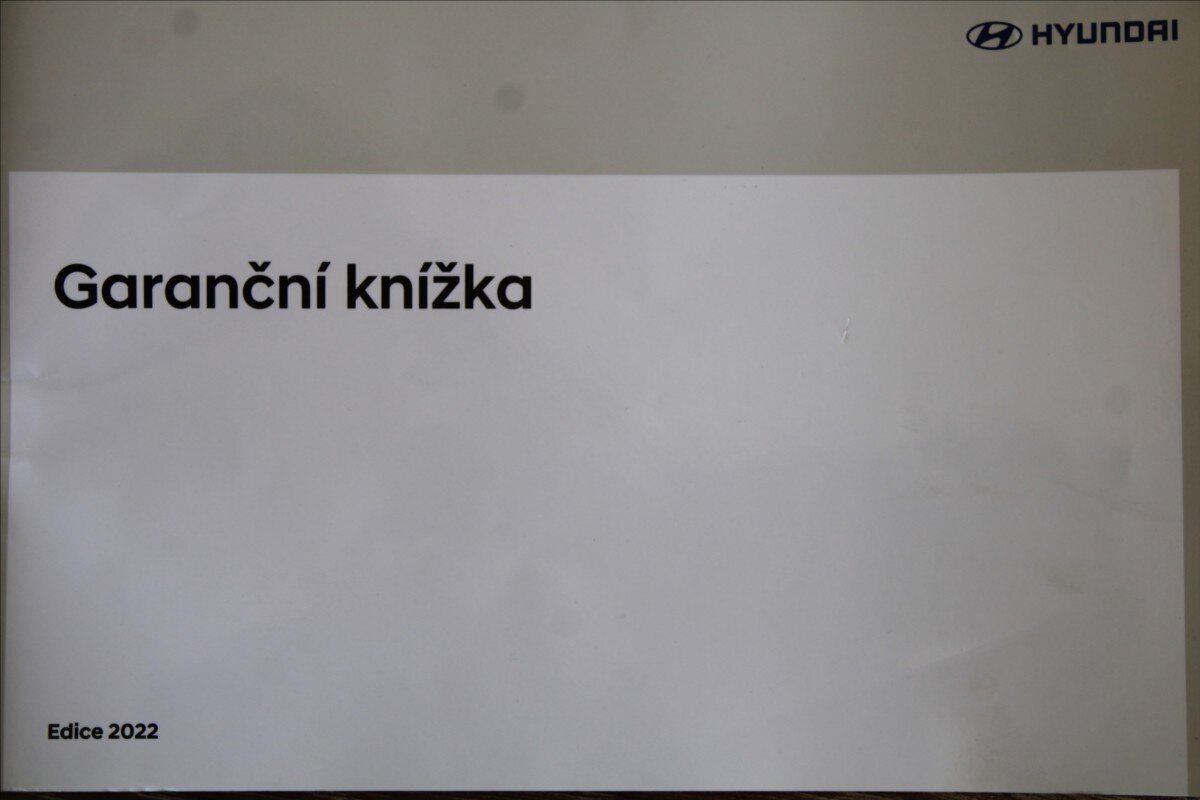 HYUNDAI
Garanční knížka
Edice 2022